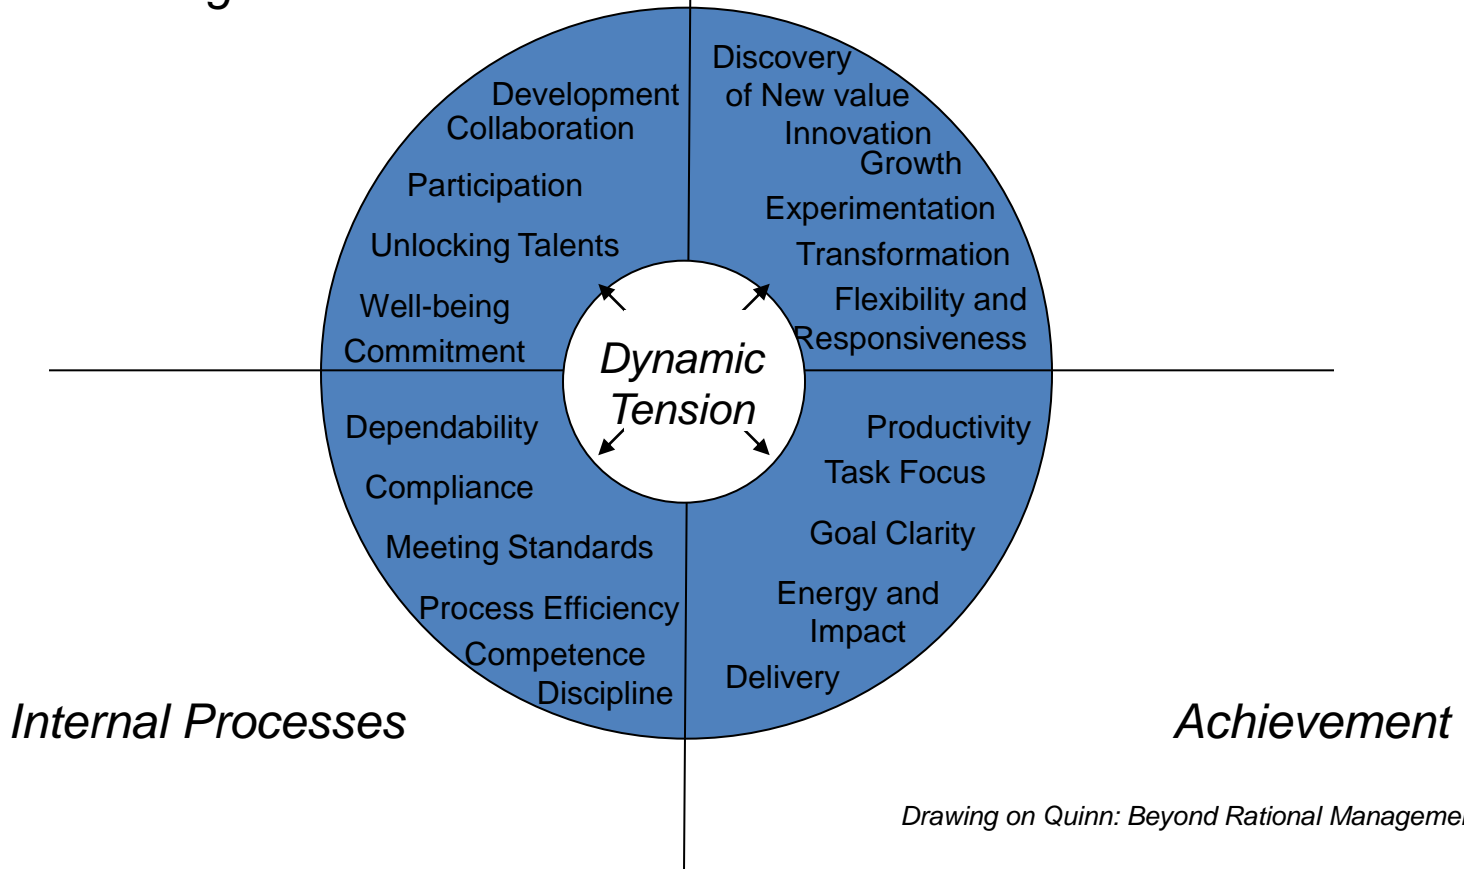 Development
Collaboration
Participation
Unlocking Talents
Well-being
Commitment
Discovery
of New value
Innovation
Growth
Experimentation
Transformation
Flexibility and
Responsiveness
Dynamic
Tension
Dependability
Compliance
Meeting Standards
Process Efficiency
Competence
Discipline
Productivity
Task Focus
Goal Clarity
Energy and
Impact
Delivery
Internal Processes
Achievement
Drawing on Quinn: Beyond Rational